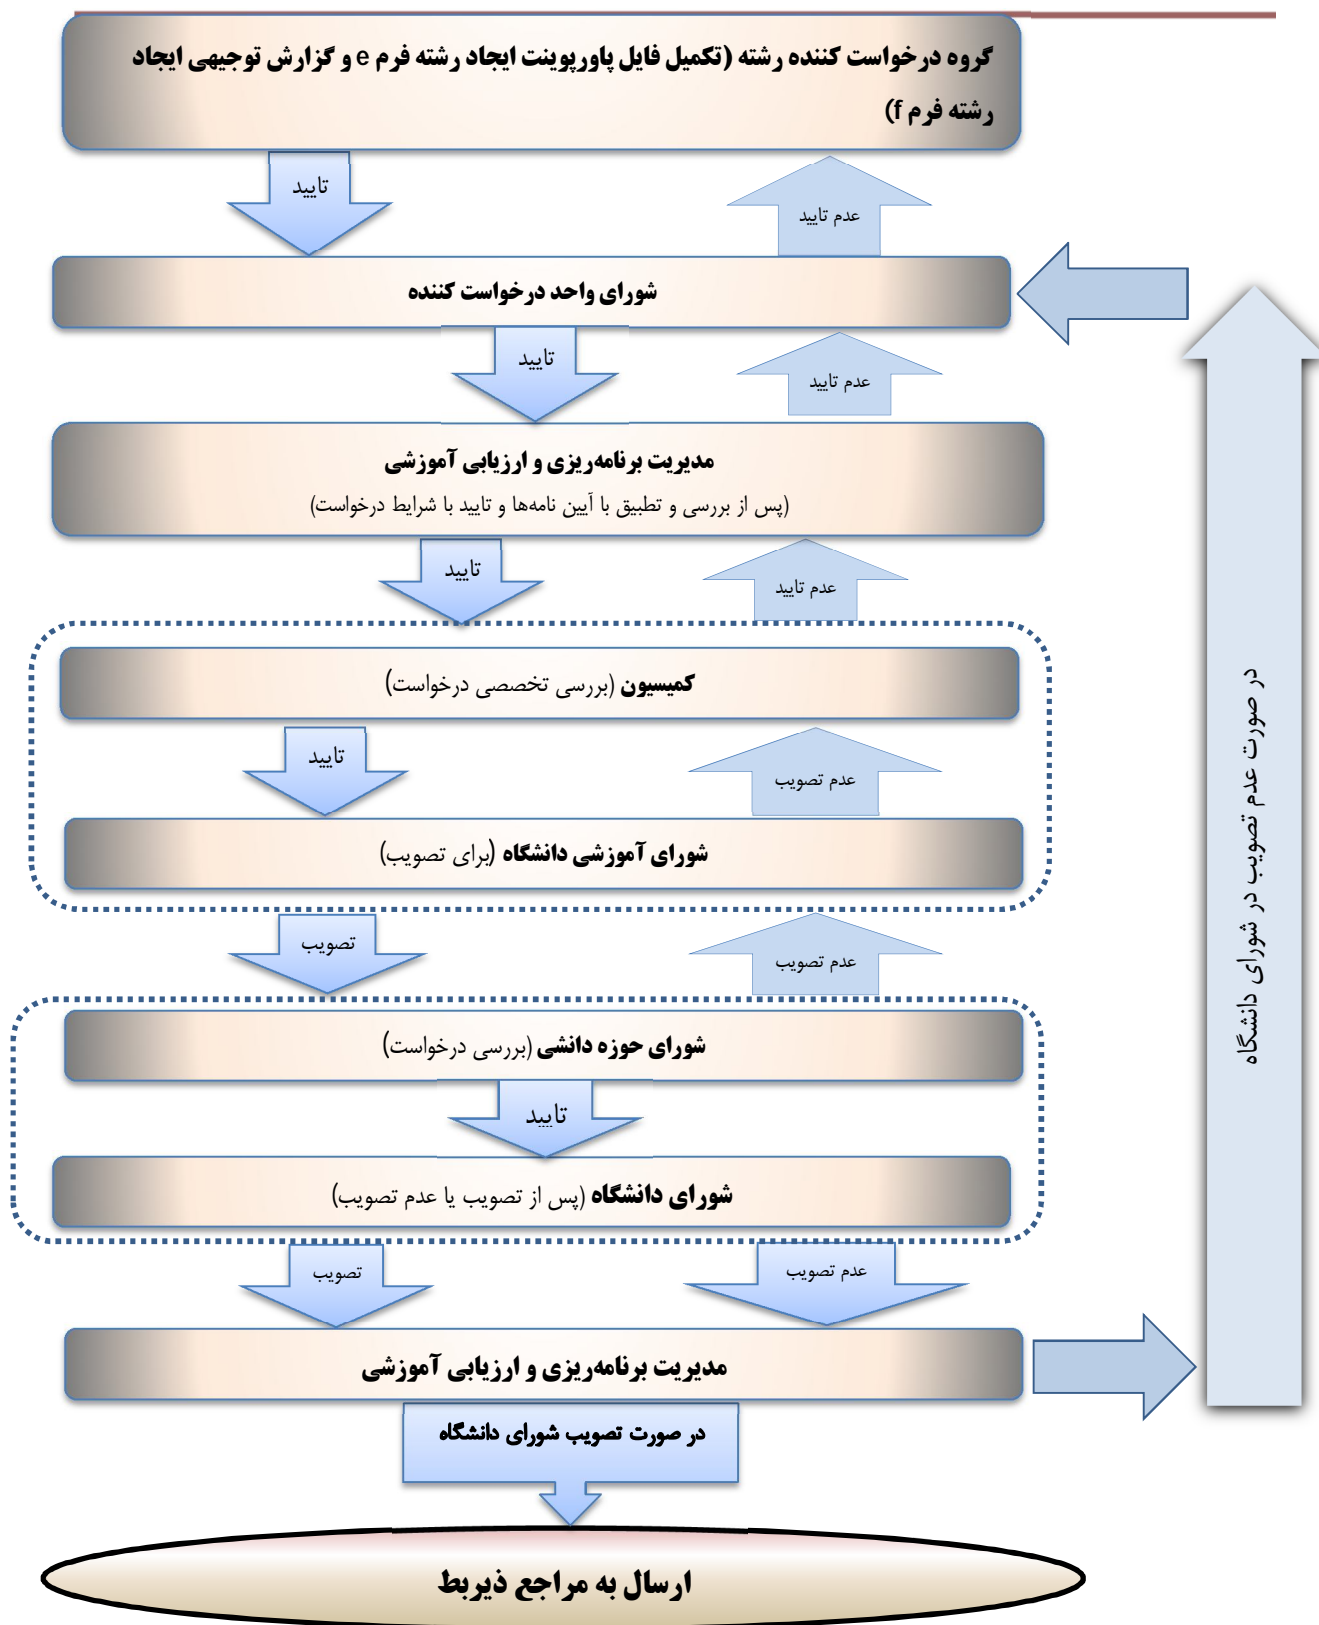 گروه درخواست کننده رشته (تکمیل فایل پاورپوینت ایجاد رشته فرم e و گزارش توجیهی ایجاد
رشته فرم f)
تایید
عدم تایید
شورای واحد درخواست کننده
تایید
عدم تایید
مدیریت برنامه‌ریزی و ارزیابی آموزشی
(پس از بررسی و تطبیق با آیین نامه‌ها و تایید با شرایط درخواست)
تایید
عدم تایید
کمیسیون (بررسی تخصصی درخواست)
تایید
عدم تصویب
شورای آموزشی دانشگاه (برای تصویب)
تصویب
عدم تصویب
شورای حوزه دانشی (بررسی درخواست)
تایید
شورای دانشگاه (پس از تصویب یا عدم تصویب)
تصویب
عدم تصویب
مدیریت برنامه‌ریزی و ارزیابی آموزشی
در صورت تصویب شورای دانشگاه
ارسال به مراجع ذیربط
در صورت عدم تصویب در شورای دانشگاه